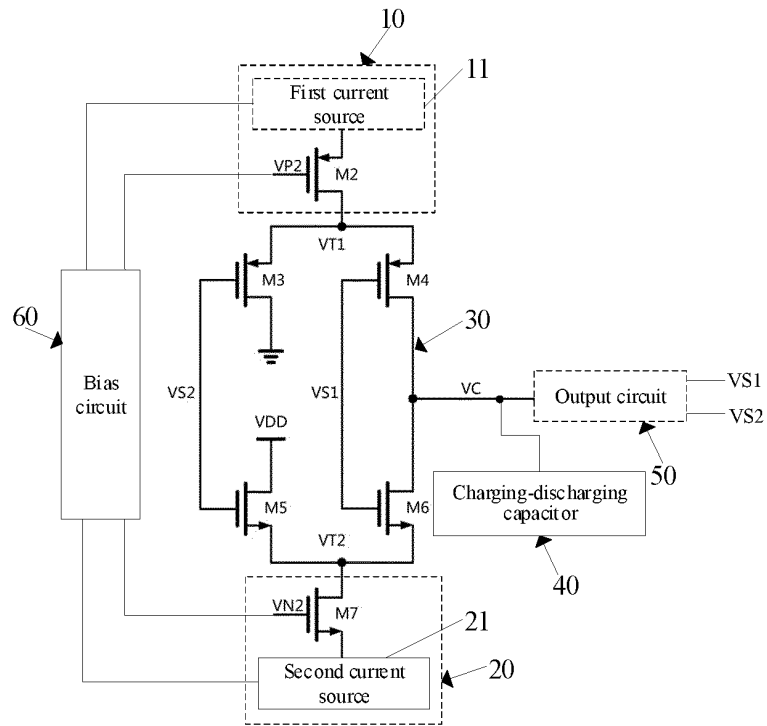 10
11
First current
source
VP2
M2
VT1
M3
M4
60
30
Bias
circuit
VS2
VS1
VC
Output circuit
VS1
VS2
VDD
50
M5
M6
Charging-discharging
capacitor
VT2
40
VN2
M7
21
Second current
source
20